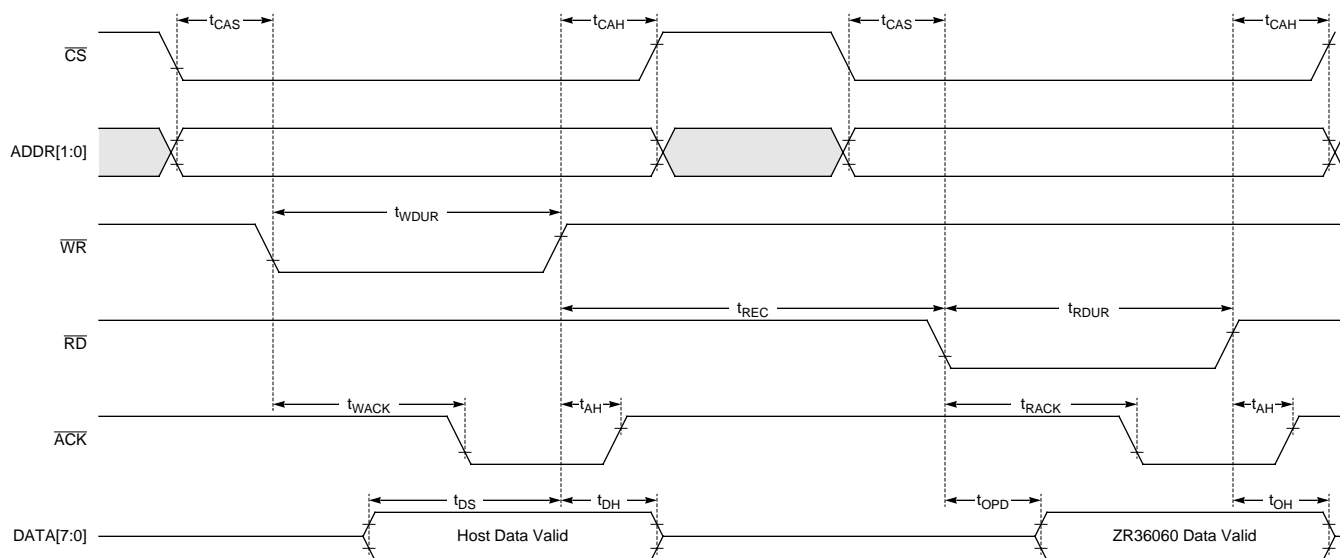 tCAS tCAH tCAS tCAH
CS
ADDR[1:0]
tWDUR
WR
tREC tRDUR
RD
tWACK tAH tRACK tAH
ACK
tDS tDH tOPD tOH
DATA[7:0] Host Data Valid ZR36060 Data Valid